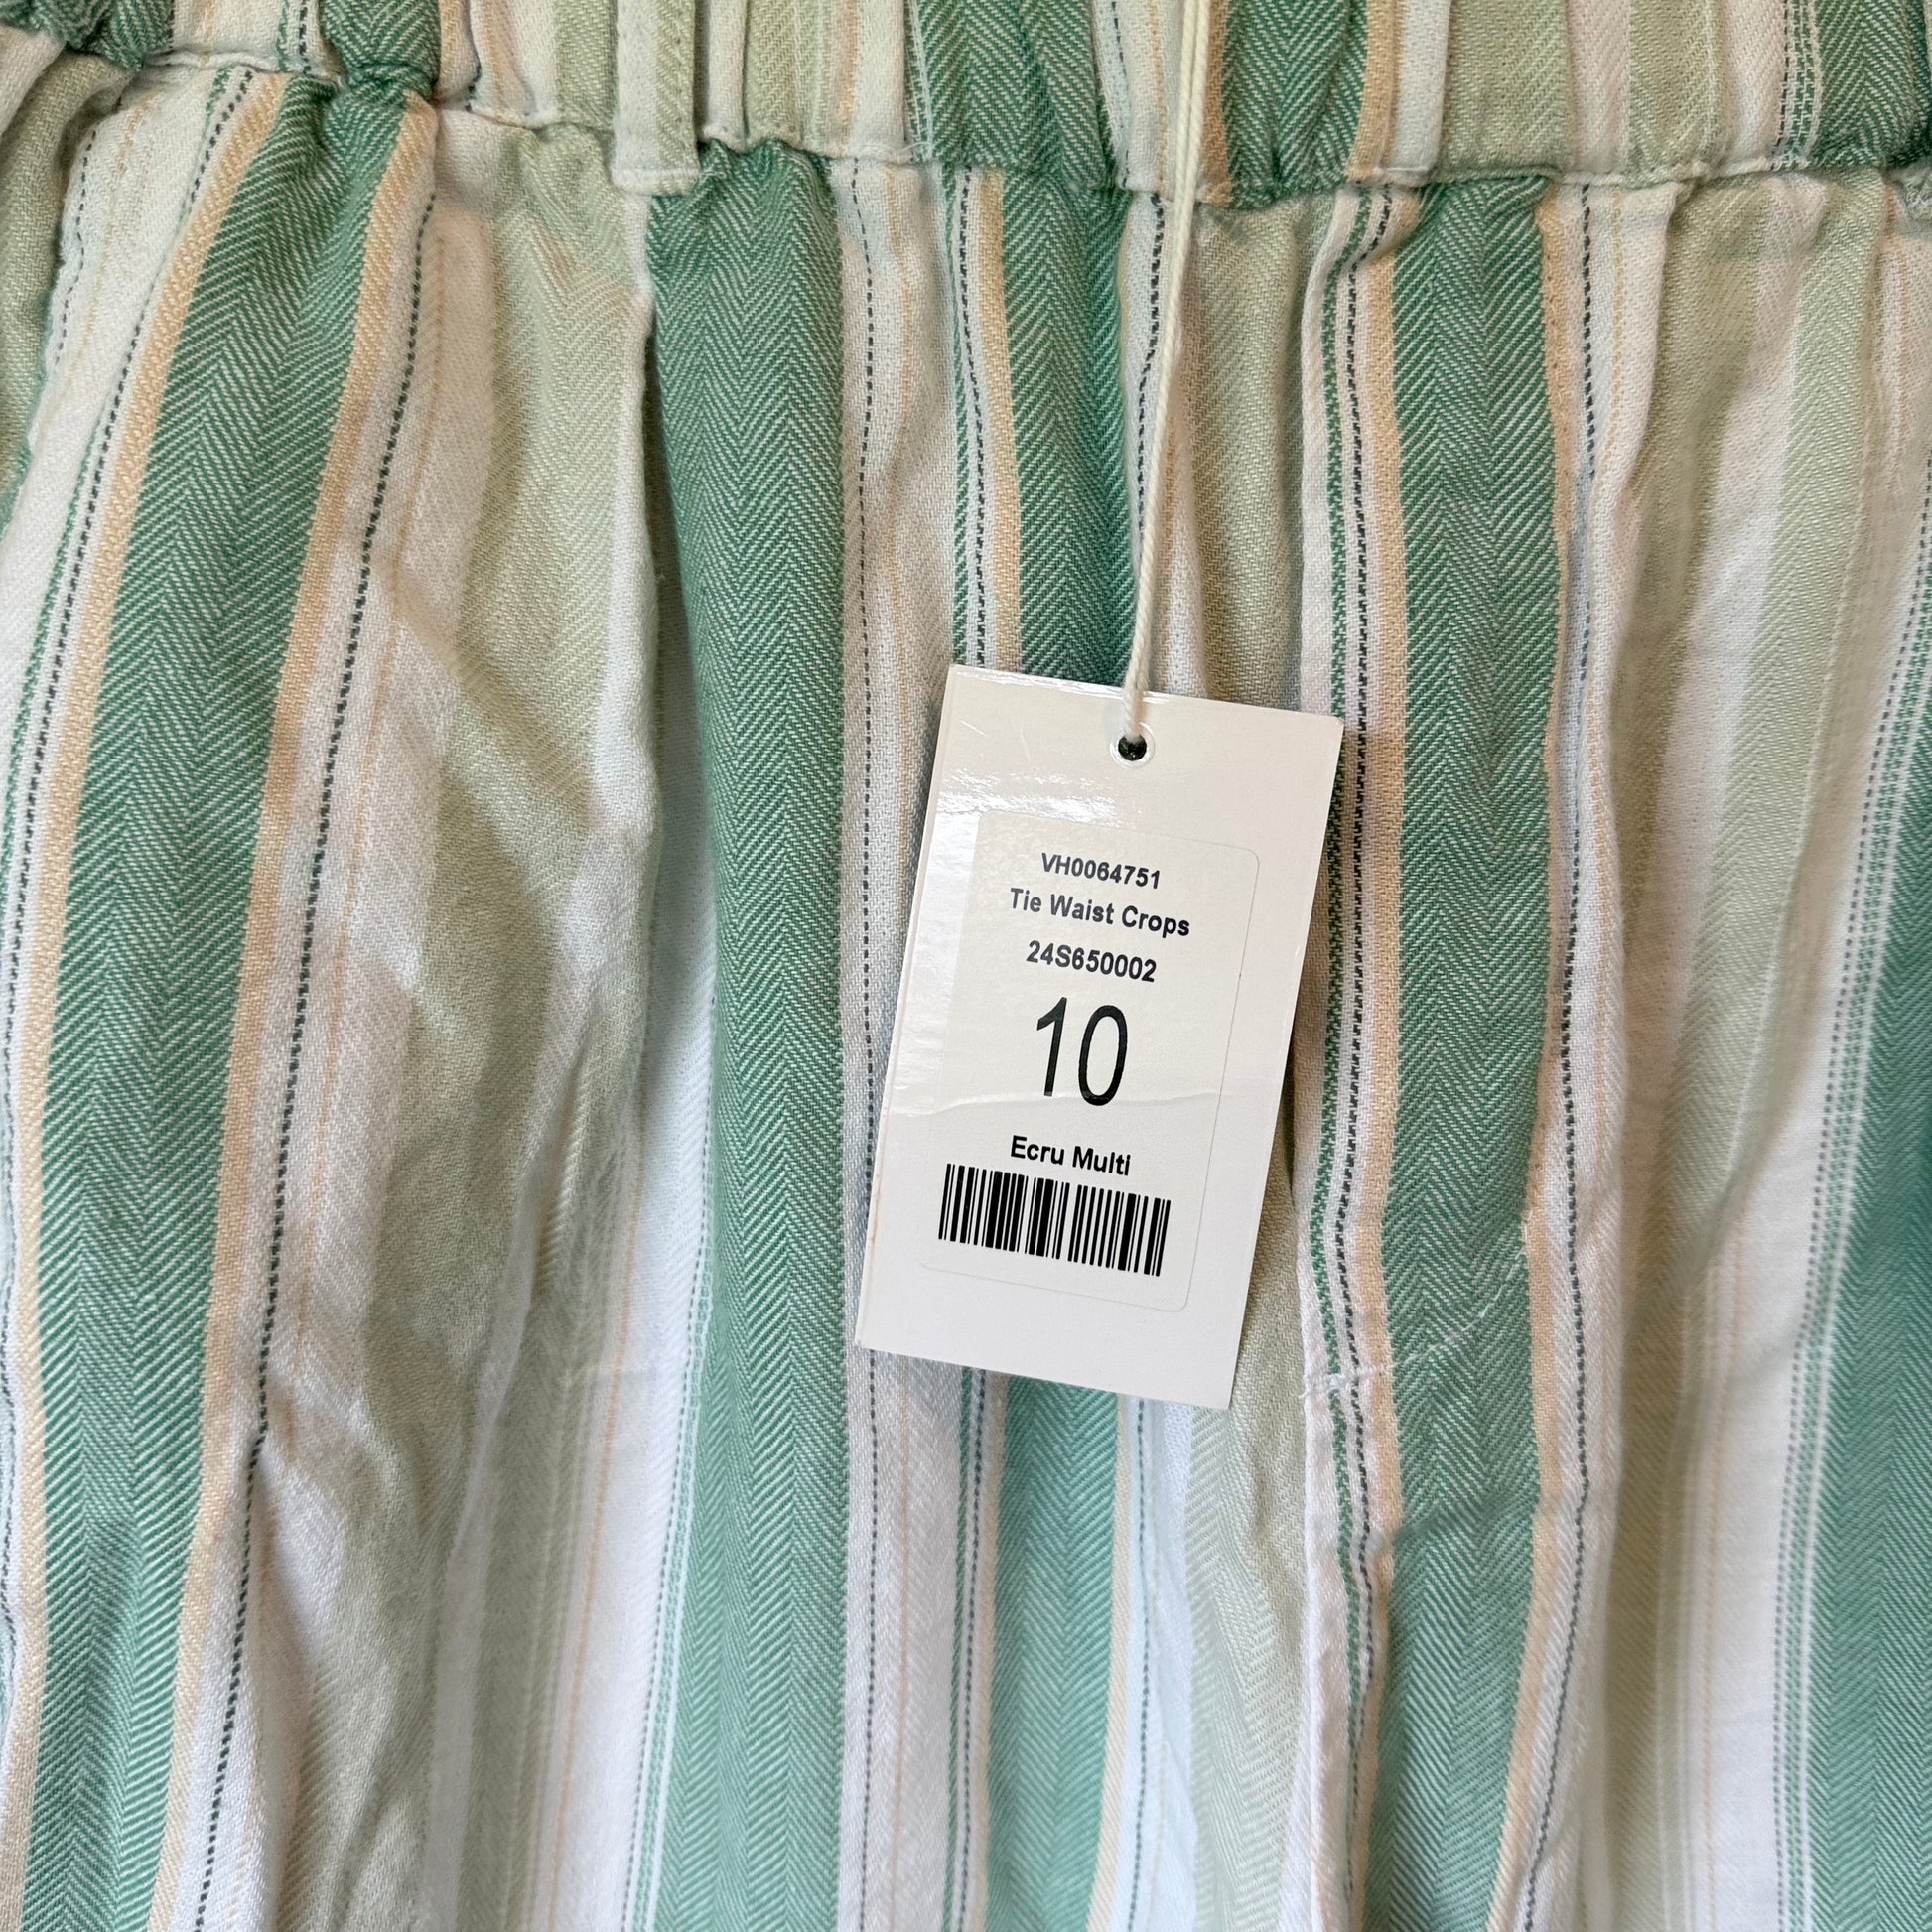 VH0064751
Tie Waist Crops
24S650002
10
Ecru Multi